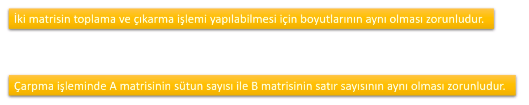 İki matrisin toplama ve çıkarma işlemi yapılabilmesi için boyutlarının aynı olması zorunludur.
Çarpma işleminde A matrisinin sütun sayısı ile B matrisinin satır sayısının aynı olması zorunludur.